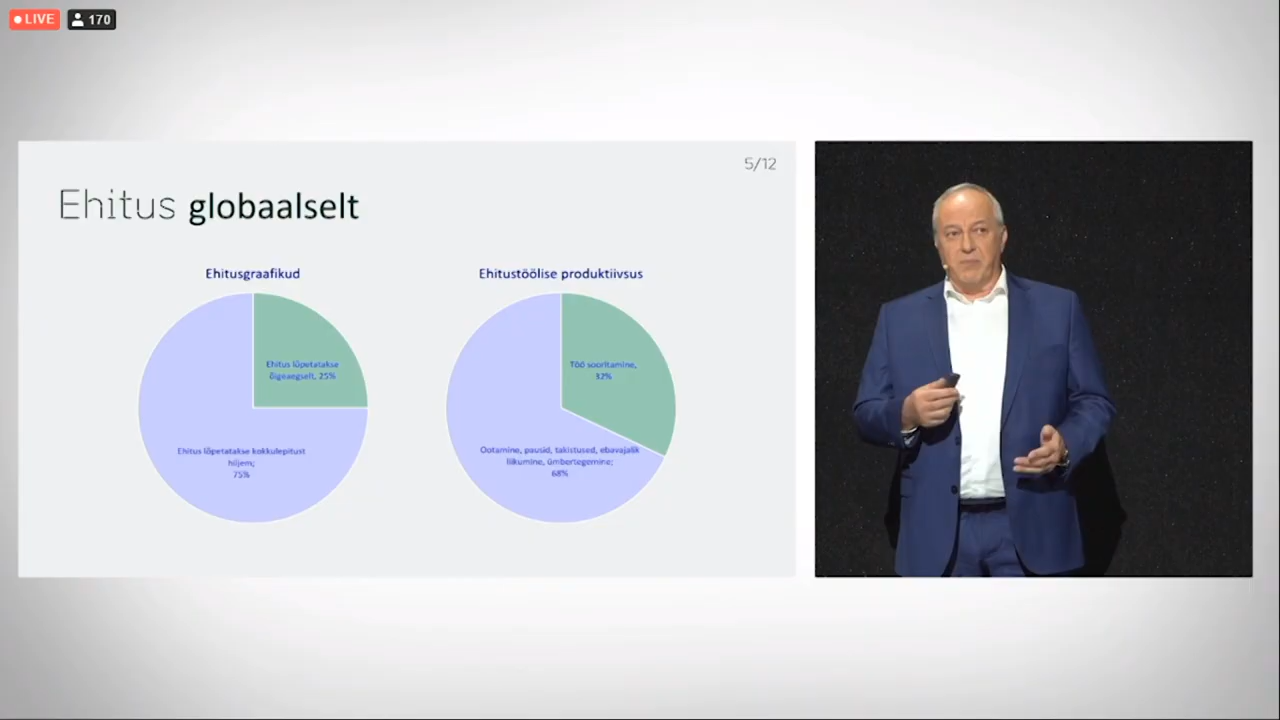 LIVE
170
5/12
Ehitus globaalselt
Ehitusgraafikud
Ehitus lõpetatakse
õigeaegselt, 25%
Ehitus lõpetatakse kokkulepitust
hiljem;
75%
Ehitustöölise produktiivsus
Töö sooritamine,
32%
Ootamine, pausid, takistused, ebavajalik
liikumine, ümbertegemine;
68%